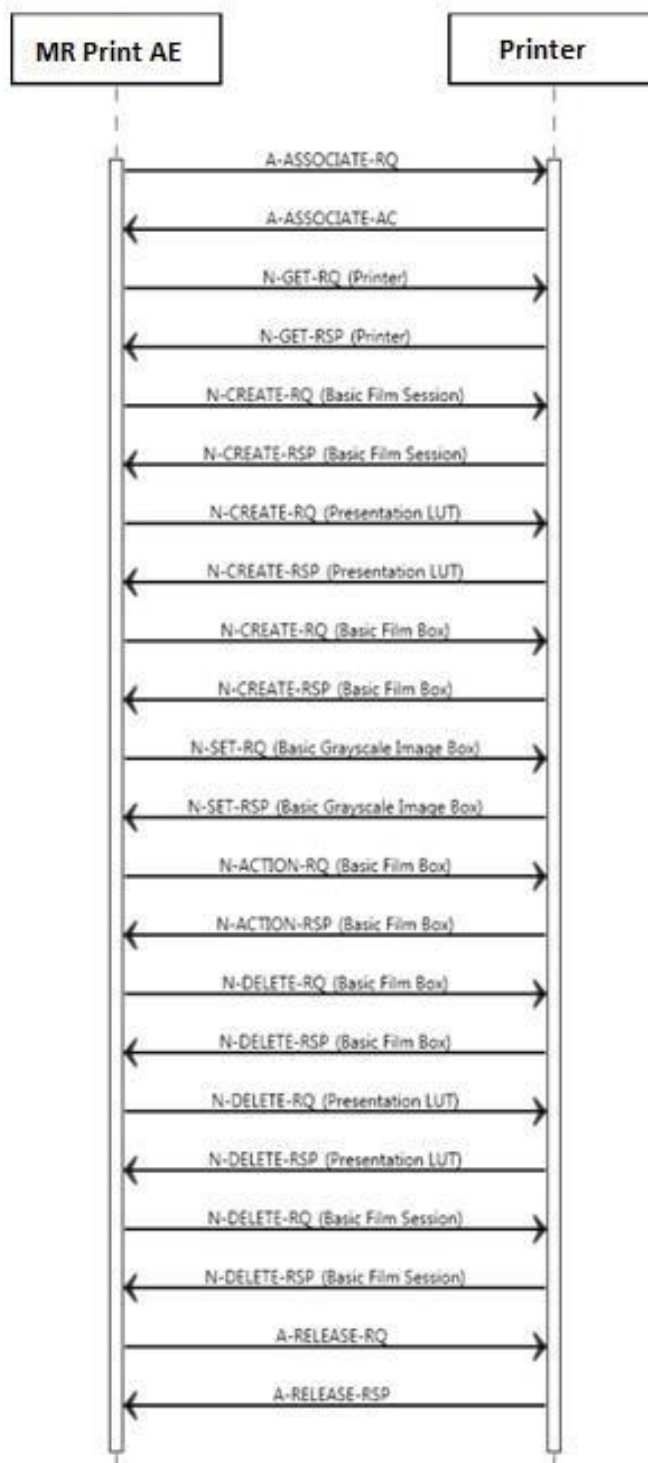 MR Print AE
Printer
A-ASSOCIATE-RQ
A-ASSOCIATE-AC
N-GET-RQ (Printer)
N-GET-RSP (Printer)
N-CREATE-RQ (Basic Film Session)
N-CREATE-RSP (Basic Film Session)
N-CREATE-RQ (Presentation LUT)
N-CREATE-RSP (Presentation LUT)
N-CREATE-RQ (Basic Film Box)
N-CREATE-RSP (Basic Film Box)
N-SET-RQ (Basic Grayscale Image Box)
N-SET-RSP (Basic Grayscale Image Box)
N-ACTION-RQ (Basic Film Box)
N-ACTION-RSP (Basic Film Box)
N-DELETE-RQ (Basic Film Box)
N-DELETE-RSP (Basic Film Box)
N-DELETE-RQ (Presentation LUT)
N-DELETE-RSP (Presentation LUT)
N-DELETE-RQ (Basic Film Session)
N-DELETE-RSP (Basic Film Session)
A-RELEASE-RQ
A-RELEASE-RSP